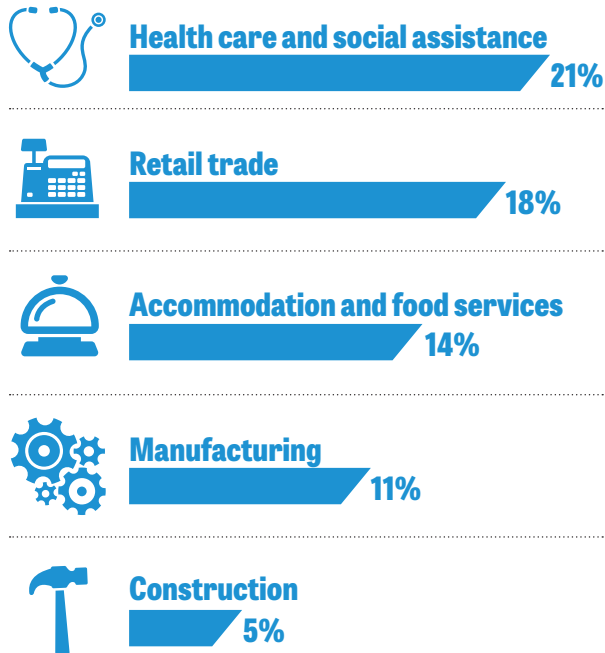 Health care and social assistance
21%
Retail trade
18%
Accommodation and food services
14%
Manufacturing
11%
Construction
5%